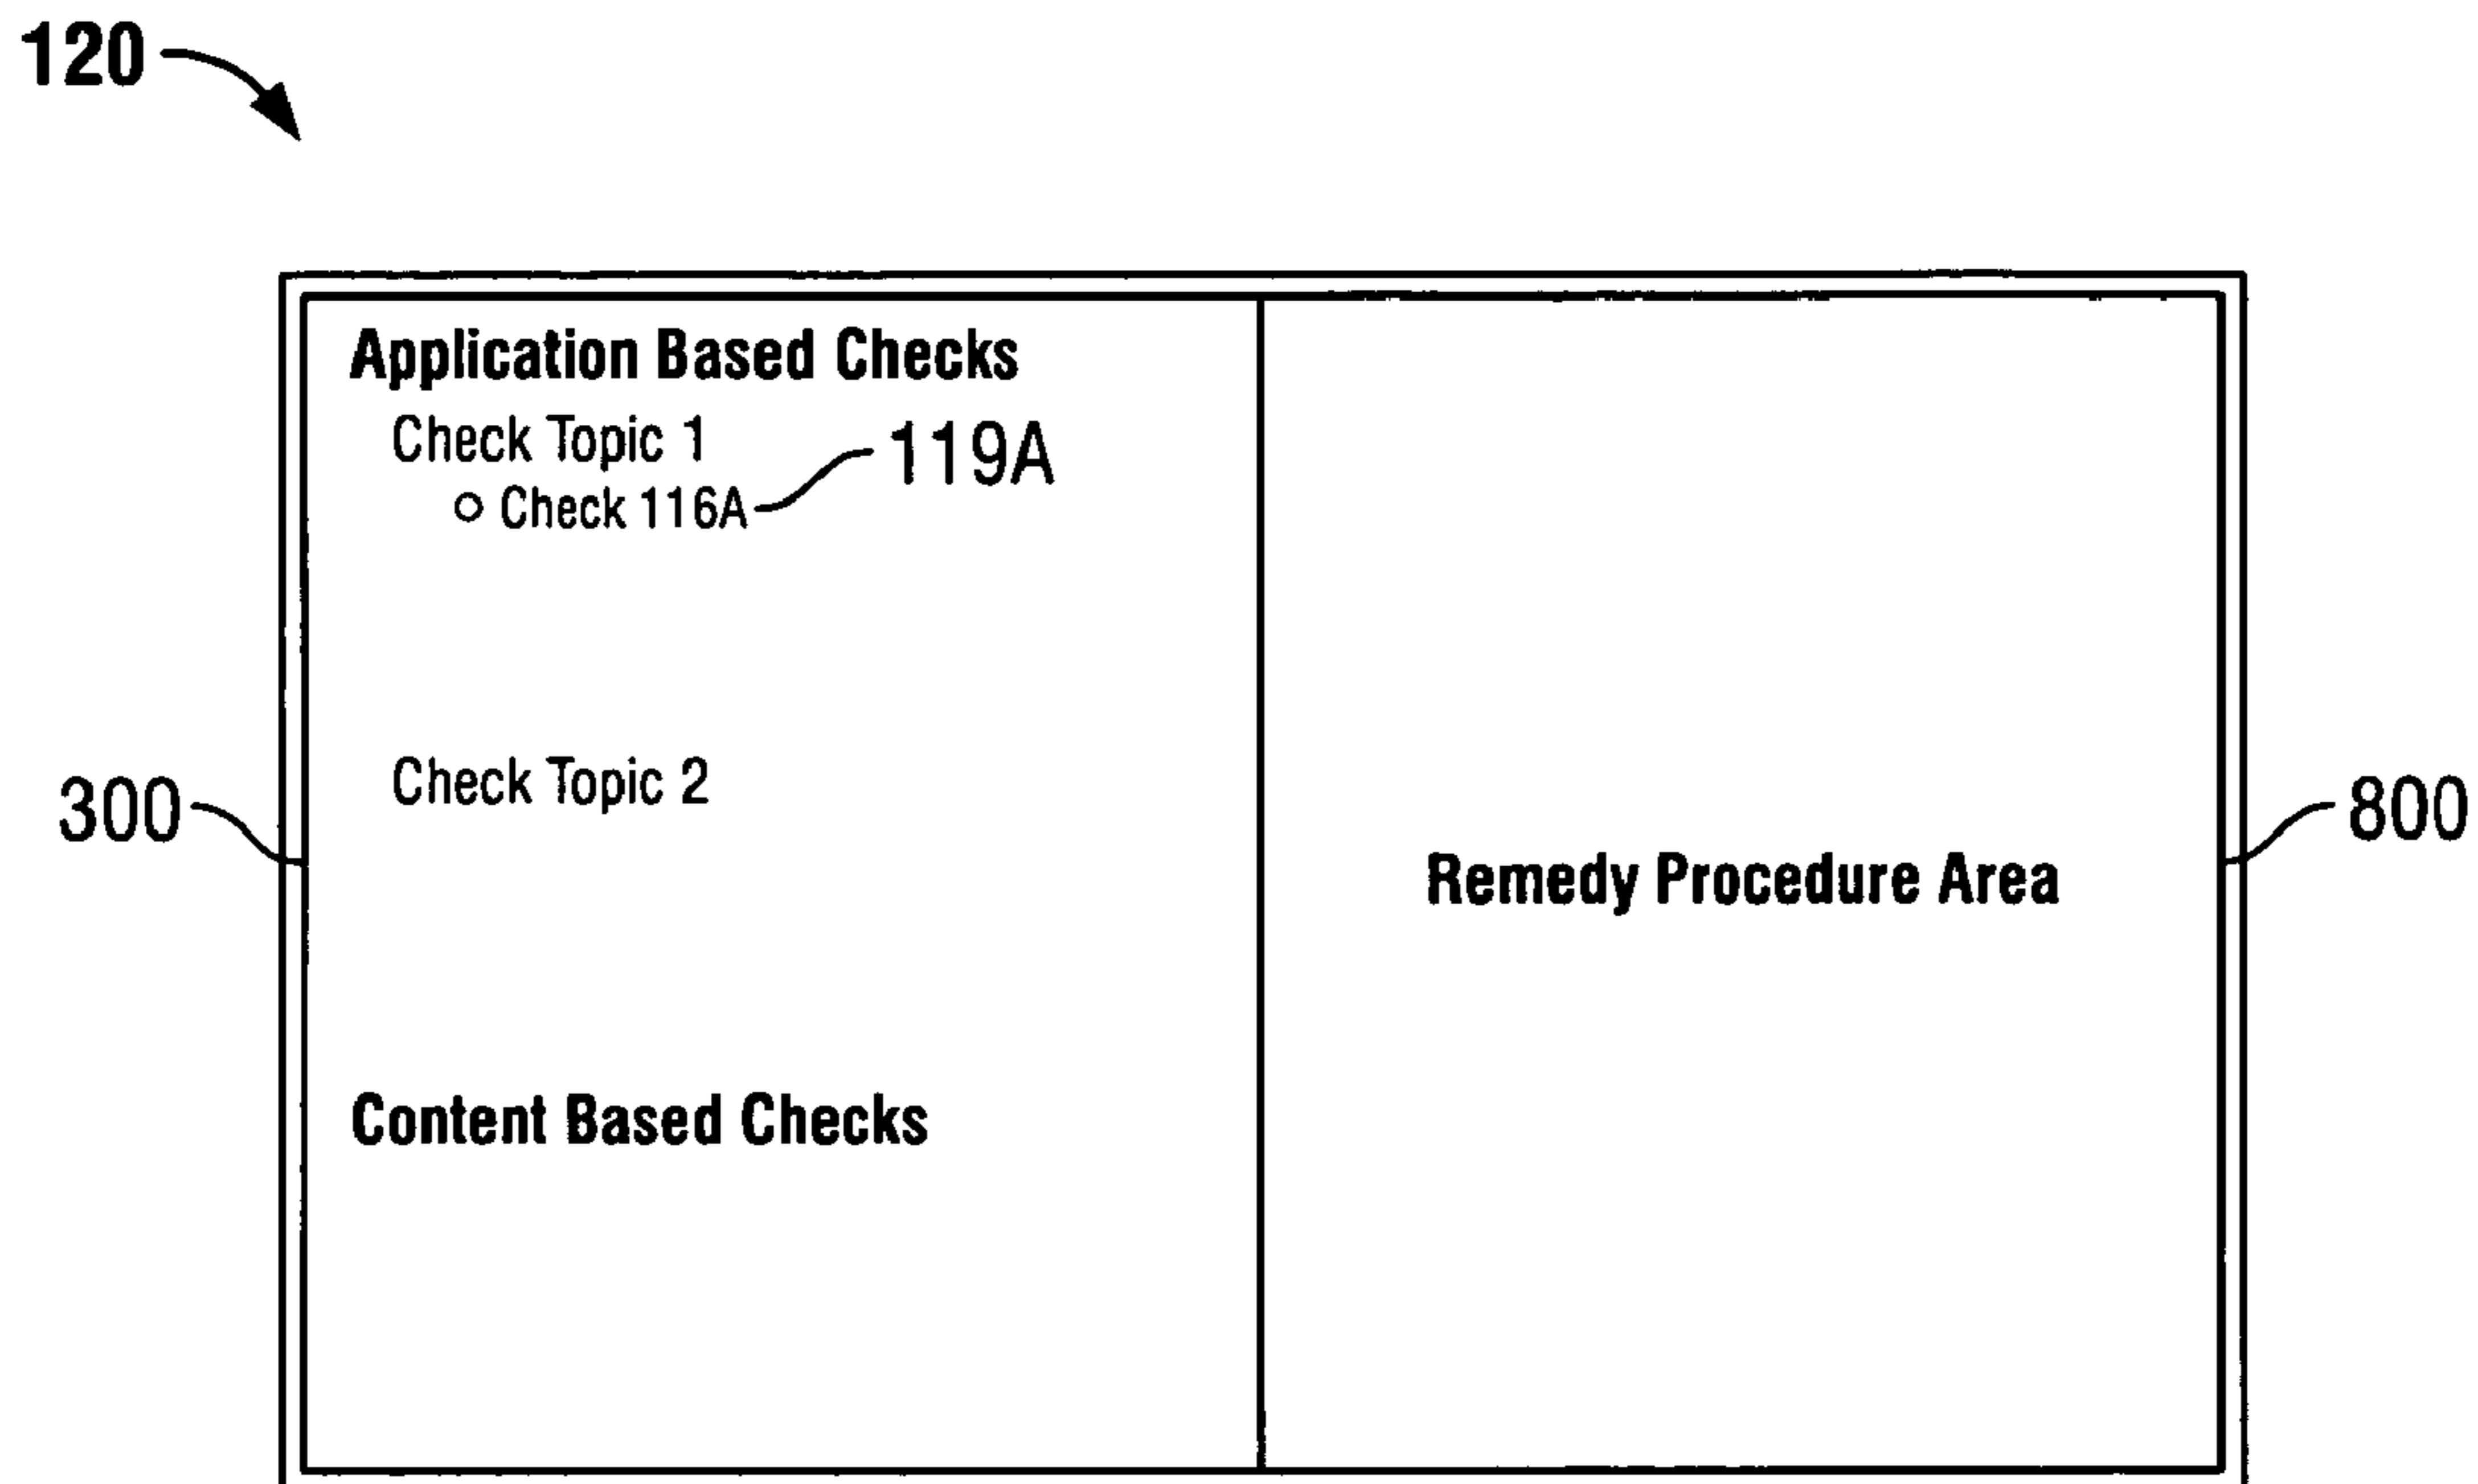 120
Application Based Checks
Check Topic 1
119A
Check 116A
Check Topic 2
300
800
Remedy Procedure Area
Content Based Checks